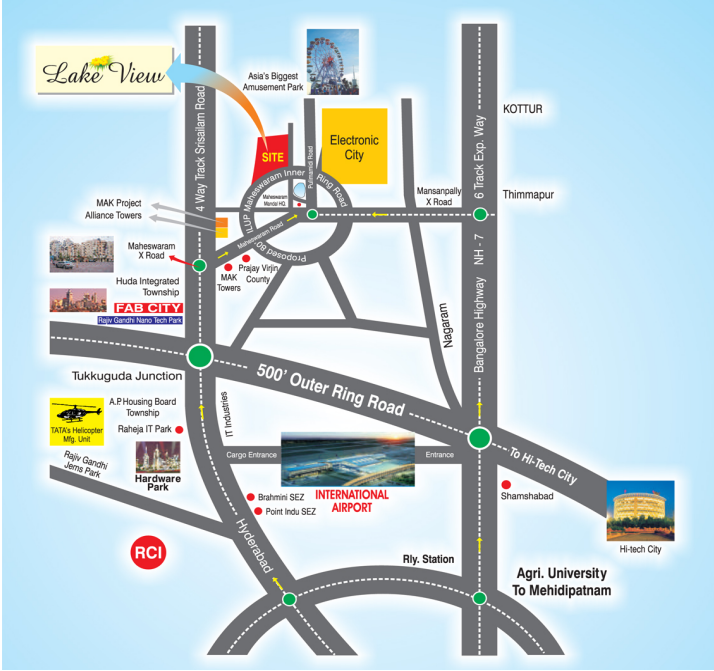 Lake View
Asia's Biggest
Amusement Park
4 Way Track Srisailam Road
SITE
Electronic
City
KOTTUR
6 Track Exp. Way
Thimmapur
Mansanpally
X Road
Maheswaram Inner Ring Road
Maheswaram
Mandal HQ.
Proposed 80'
Maheswaram Road
MAK Project
Alliance Towers
Maheswaram
X Road
MAK
Towers
Prajay Virjin
County
Huda Integrated
Township
FAB CITY
Rajiv Gandhi Nano Tech Park
Nagaram
Bangalore Highway NH - 7
Tukkuguda Junction
500' Outer Ring Road
IT Industries
A.P.Housing Board
Township
TATA's Helicopter
Mfg. Unit
Raheja IT Park
Hardware
Park
Rajiv Gandhi
Jems Park
Cargo Entrance
Entrance
INTERNATIONAL
AIRPORT
To Hi-Tech City
Shamshabad
Brahmini SEZ
Point Indu SEZ
Hyderabad
RCI
Hi-tech City
Rly. Station
Agri. University
To Mehidipatnam